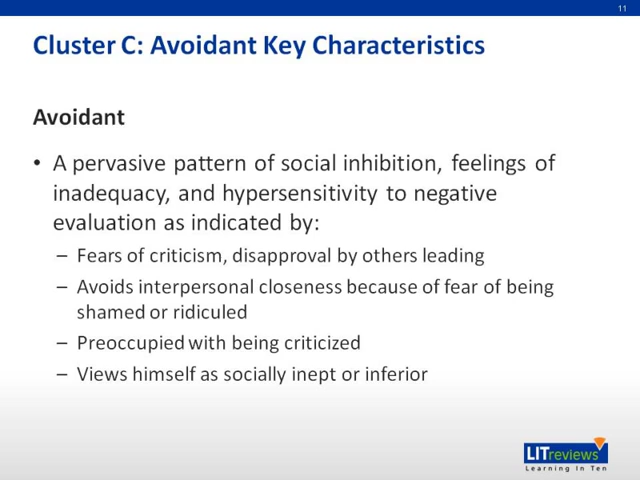 11
Cluster C: Avoidant Key Characteristics
Avoidant
• A pervasive pattern of social inhibition, feelings of
inadequacy, and hypersensitivity to negative
evaluation as indicated by:
– Fears of criticism, disapproval by others leading
– Avoids interpersonal closeness because of fear of being
shamed or ridiculed
– Preoccupied with being criticized
– Views himself as socially inept or inferior
LITreviews
Learning In Ten